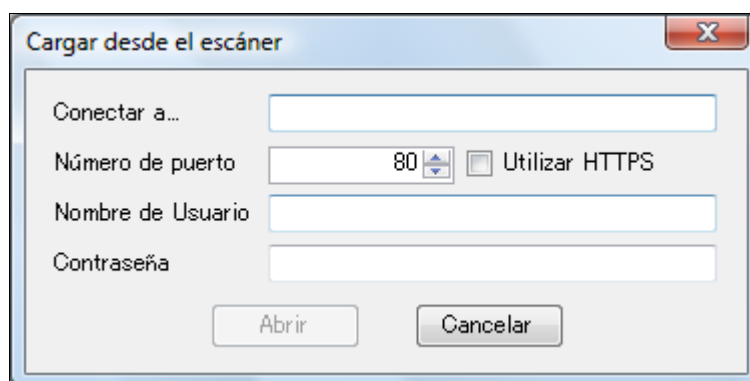 Cargar desde el escáner
Conectar a...
Número de puerto 80 Utilizar HTTPS
Nombre de Usuario
Contraseña
Abrir Cancelar